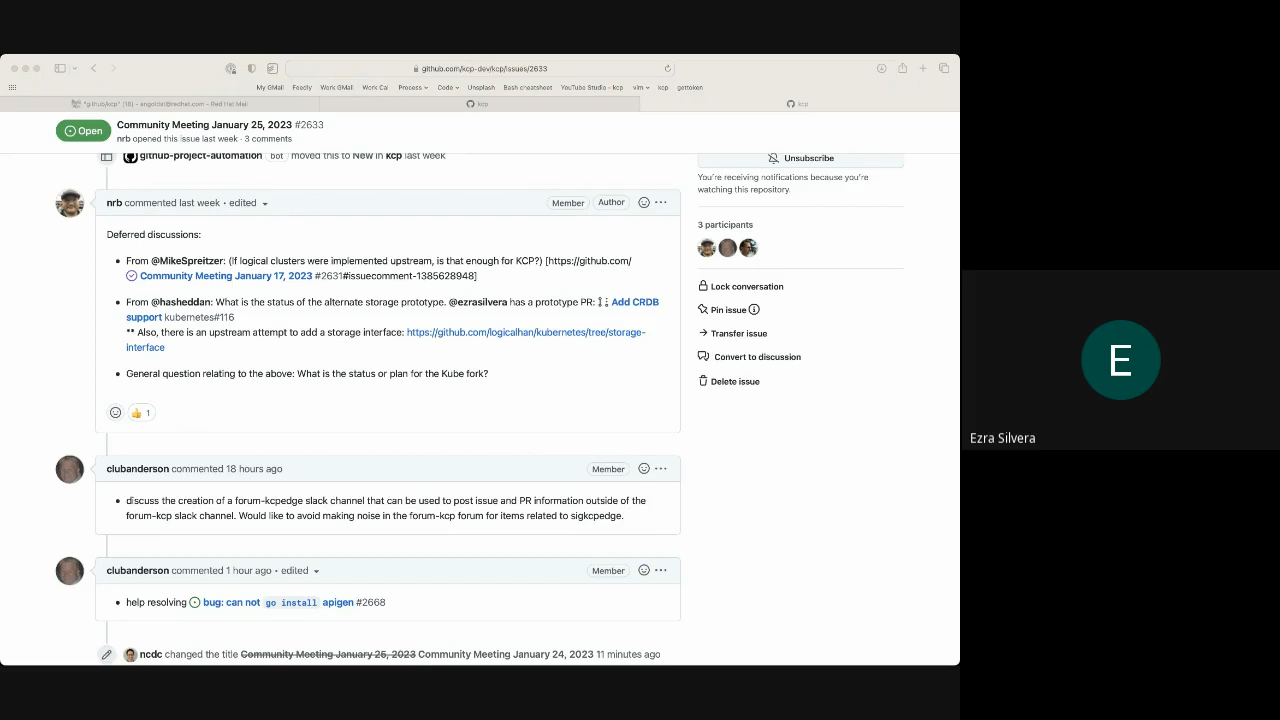 github.com/kcp-dev/kcp/issues/2633
My GMail Feedly Work GMail Work Cal Process Code Unsplash Bash cheatsheet YouTube Studio - kcp vim kcp gettoken
"github/kcp" (18) - angoldst@redhat.com - Red Hat Mail kcp kcp
Open Community Meeting January 25, 2023 #2633
nrb opened this issue last week · 3 comments
github-project-automation bot moved this to New in kcp last week
Unsubscribe
You're receiving notifications because you're
watching this repository.
nrb commented last week • edited Member Author
3 participants
Deferred discussions:
• From @MikeSpreitzer: (If logical clusters were implemented upstream, is that enough for KCP?) [https://github.com/
Community Meeting January 17, 2023 #2631#issuecomment-1385628948]
• From @hasheddan: What is the status of the alternate storage prototype. @ezrasilvera has a prototype PR: Add CRDB
support kubernetes#116
** Also, there is an upstream attempt to add a storage interface: https://github.com/logicalhan/kubernetes/tree/storage-
interface
• General question relating to the above: What is the status or plan for the Kube fork?
👍 1
Lock conversation
Pin issue
Transfer issue
Convert to discussion
Delete issue
clubanderson commented 18 hours ago Member
• discuss the creation of a forum-kcpedge slack channel that can be used to post issue and PR information outside of the
forum-kcp slack channel. Would like to avoid making noise in the forum-kcp forum for items related to sigkcpedge.
clubanderson commented 1 hour ago • edited Member
• help resolving bug: can not go install apigen #2668
ncdc changed the title Community Meeting January 25, 2023 Community Meeting January 24, 2023 11 minutes ago
E
Ezra Silvera